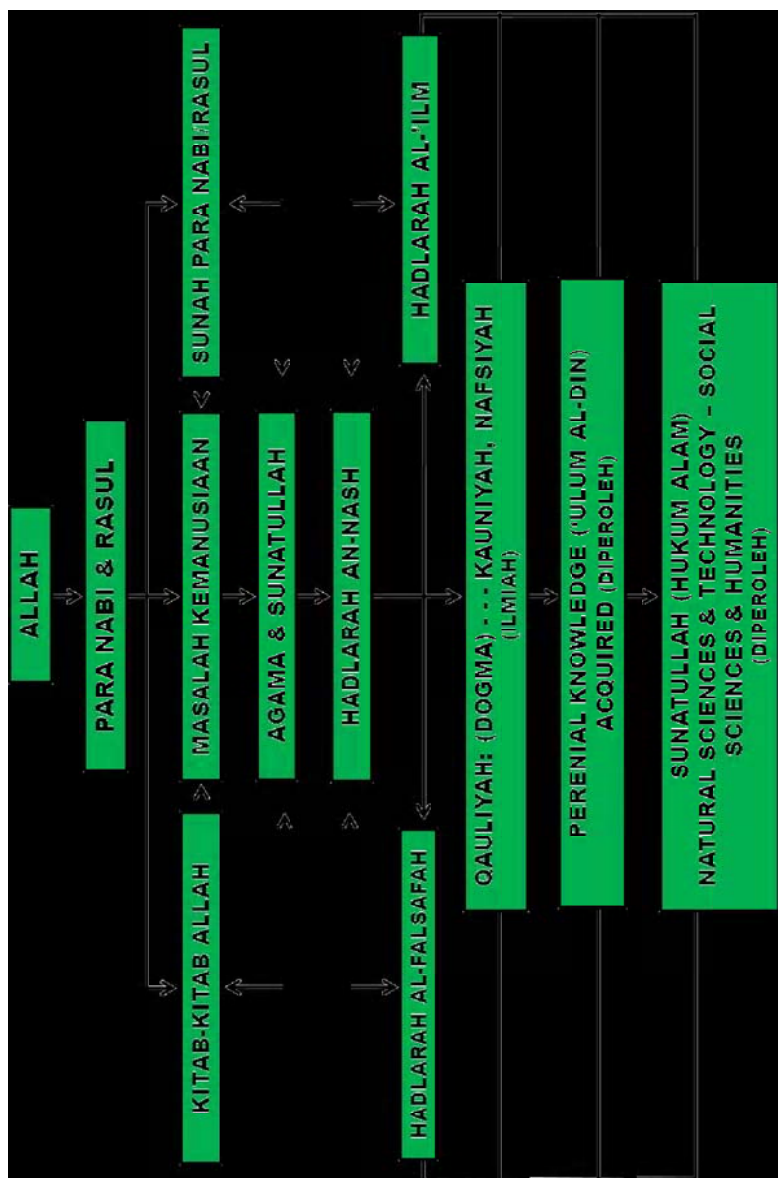 ALLAH
PARA NABI & RASUL
KITAB-KITAB ALLAH
MASALAH KEMANUSIAAN
SUNAH PARA NABI/RASUL
AGAMA & SUNATULLAH
HADLARAH AN-NASH
HADLARAH AL-FALSAFAH
HADLARAH AL-'ILM
QAULIYAH: (DOGMA) - - - KAUNIYAH, NAFSIYAH
(ILMIAH)
PERENIAL KNOWLEDGE ('ULUM AL-DIN)
ACQUIRED (DIPEROLEH)
SUNATULLAH (HUKUM ALAM)
NATURAL SCIENCES & TECHNOLOGY – SOCIAL
SCIENCES & HUMANITIES
(DIPEROLEH)